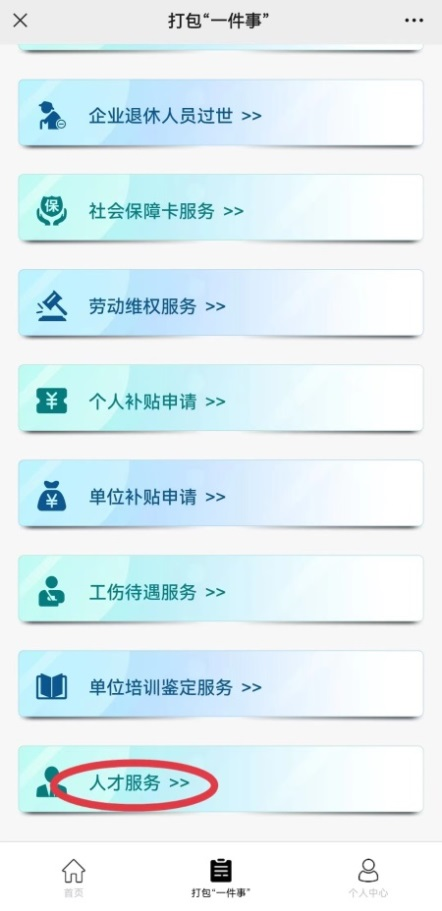 打包“一件事”
企业退休人员过世 >>
保
社会保障卡服务 >>
劳动维权服务 >>
¥
个人补贴申请 >>
¥
单位补贴申请 >>
工伤待遇服务 >>
单位培训鉴定服务 >>
人才服务 >>
首页
打包“一件事”
个人中心